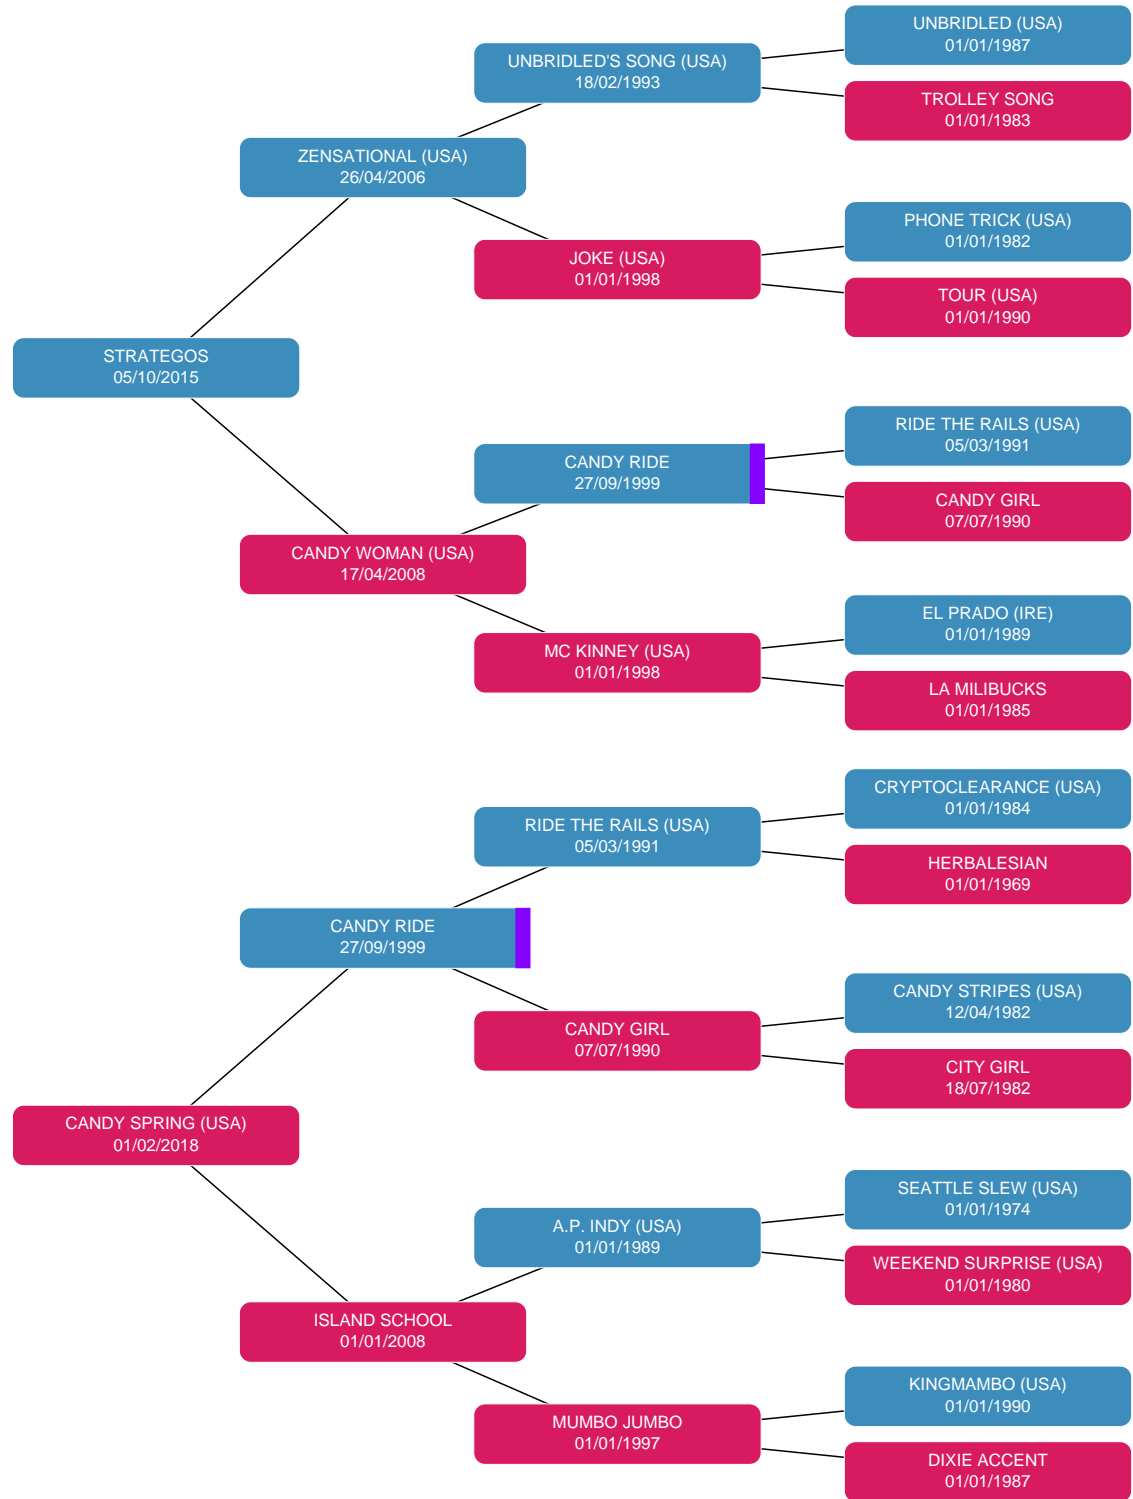 UNBRIDLED (USA)
01/01/1987
UNBRIDLED'S SONG (USA)
18/02/1993
TROLLEY SONG
01/01/1983
ZENSATIONAL (USA)
26/04/2006
PHONE TRICK (USA)
01/01/1982
JOKE (USA)
01/01/1998
TOUR (USA)
01/01/1990
STRATEGOS
05/10/2015
RIDE THE RAILS (USA)
05/03/1991
CANDY RIDE
27/09/1999
CANDY GIRL
07/07/1990
CANDY WOMAN (USA)
17/04/2008
EL PRADO (IRE)
01/01/1989
MC KINNEY (USA)
01/01/1998
LA MILIBUCKS
01/01/1985
CRYPTOCLEARANCE (USA)
01/01/1984
RIDE THE RAILS (USA)
05/03/1991
HERBALESIAN
01/01/1969
CANDY RIDE
27/09/1999
CANDY STRIPES (USA)
12/04/1982
CANDY GIRL
07/07/1990
CITY GIRL
18/07/1982
CANDY SPRING (USA)
01/02/2018
SEATTLE SLEW (USA)
01/01/1974
A.P. INDY (USA)
01/01/1989
WEEKEND SURPRISE (USA)
01/01/1980
ISLAND SCHOOL
01/01/2008
KINGMAMBO (USA)
01/01/1990
MUMBO JUMBO
01/01/1997
DIXIE ACCENT
01/01/1987